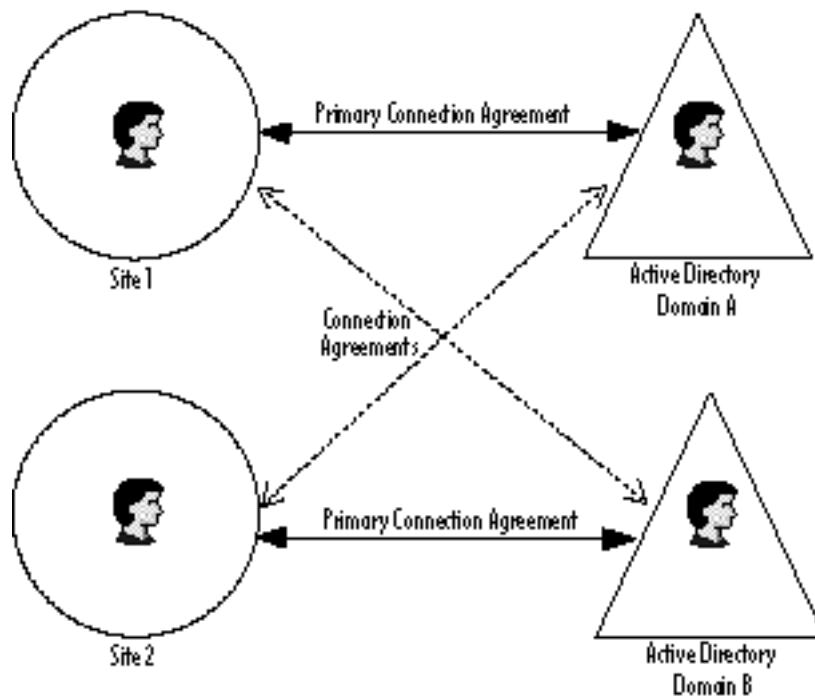 Primary Connection Agreement
Site 1
Active Directory
Domain A
Connection
Agreements
Primary Connection Agreement
Site 2
Active Directory
Domain B